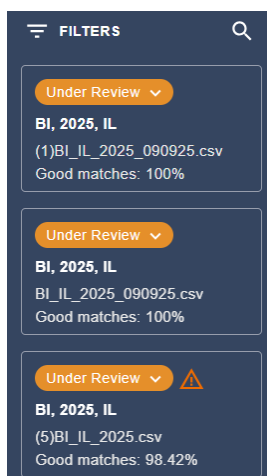 FILTERS
Under Review
BI, 2025, IL
(1)BI_IL_2025_090925.csv
Good matches: 100%
Under Review
BI, 2025, IL
BI_IL_2025_090925.csv
Good matches: 100%
Under Review
BI, 2025, IL
(5)BI_IL_2025.csv
Good matches: 98.42%